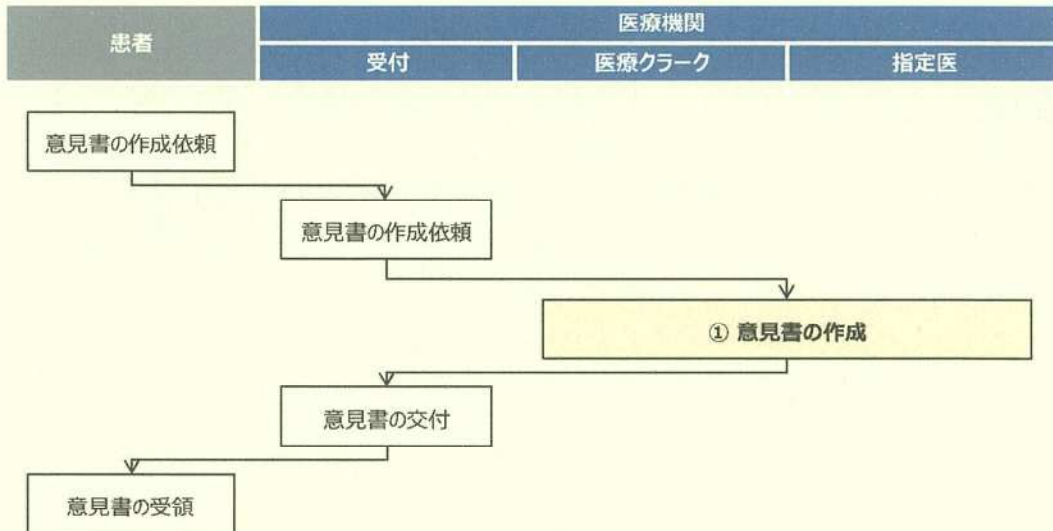 患者
医療機関
受付
医療クラーク
指定医
意見書の作成依頼
意見書の作成依頼
① 意見書の作成
意見書の交付
意見書の受領